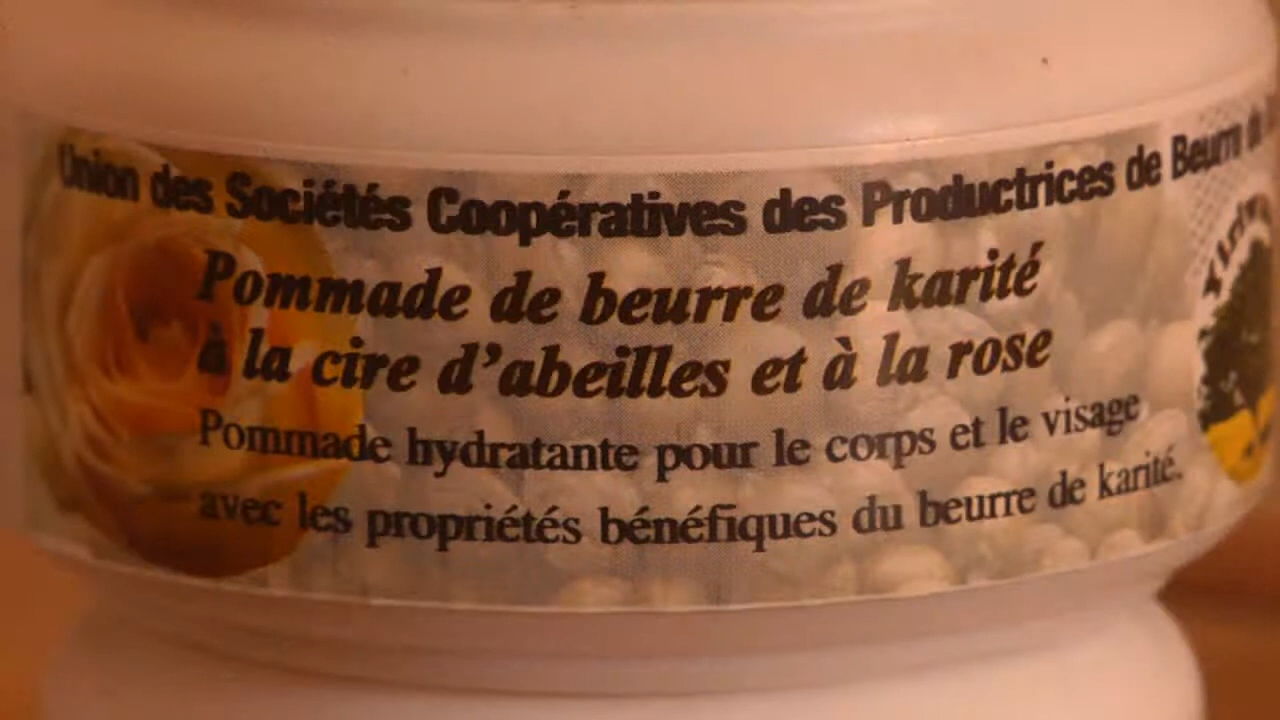 Union des Sociétés Coopératives des Productrices de Beurre
Pommade de beurre de karité
à la cire d'abeilles et à la rose
Pommade hydratante pour le corps et le visage
avec les propriétés bénéfiques du beurre de karité.